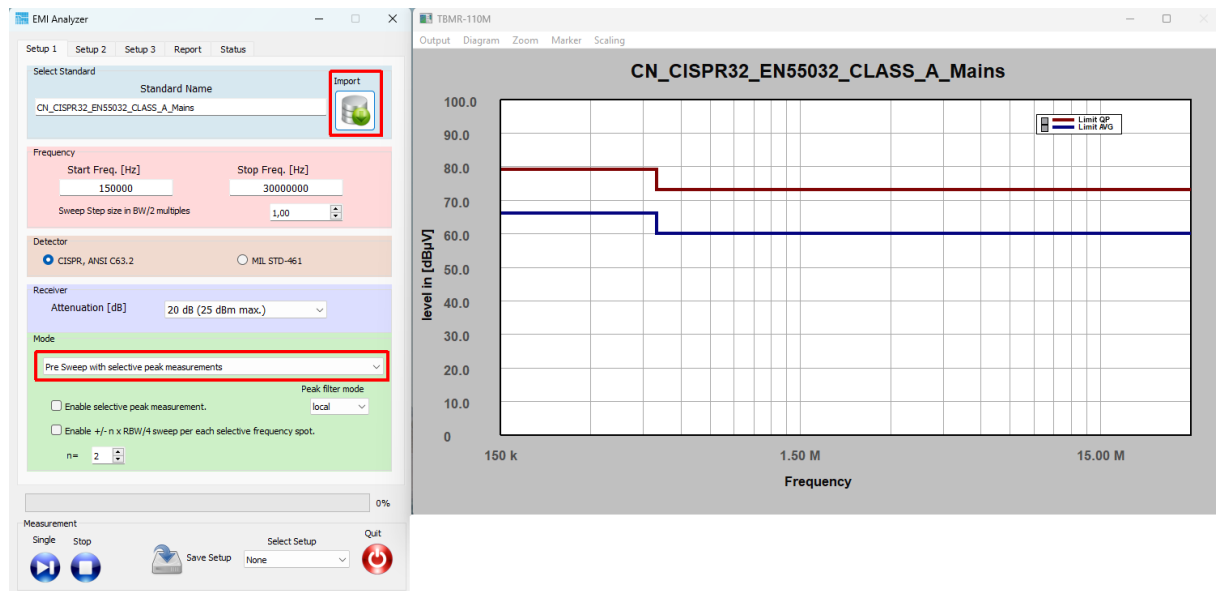 EMI Analyzer
Setup 1 Setup 2 Setup 3 Report Status
Select Standard
Standard Name
Import
CN_CISPR32_EN55032_CLASS_A_Mains
Frequency
Start Freq. [Hz] Stop Freq. [Hz]
150000 30000000
Sweep Step size in BW/2 multiples 1,00
Detector
CISPR, ANSI C63.2 MIL STD-461
Receiver
Attenuation [dB] 20 dB (25 dBm max.)
Mode
Pre Sweep with selective peak measurements
Peak filter mode
Enable selective peak measurement. local
Enable +/- n x RBW/4 sweep per each selective frequency spot.
n= 2
0%
Measurement
Single Stop Select Setup Quit
Save Setup None
TBMR-110M
Output Diagram Zoom Marker Scaling
CN_CISPR32_EN55032_CLASS_A_Mains
Limit QP
Limit AVG
level in [dBµV]
100.0
90.0
80.0
70.0
60.0
50.0
40.0
30.0
20.0
10.0
0
150 k 1.50 M 15.00 M
Frequency